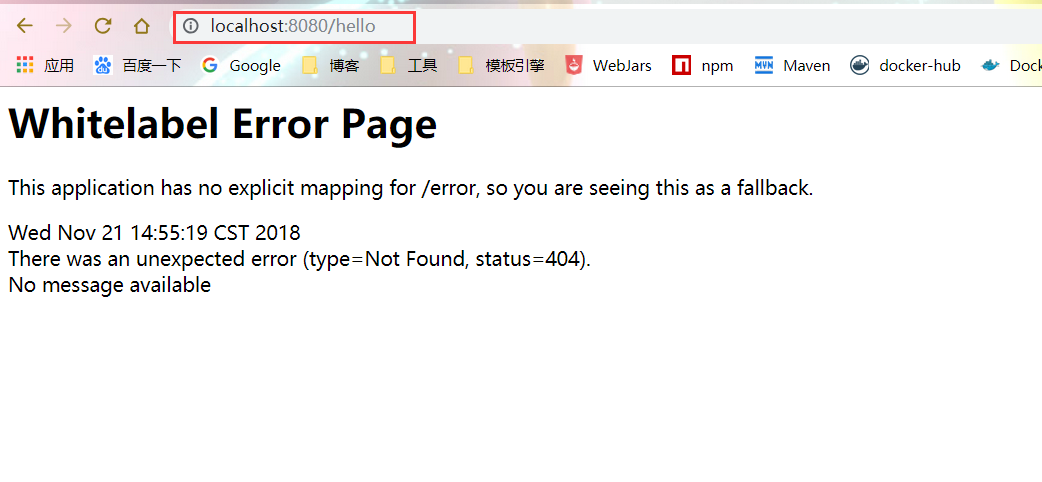 localhost:8080/hello
应用 百度一下 Google 博客 工具 模板引擎 WebJars npm Maven docker-hub Dock
Whitelabel Error Page
This application has no explicit mapping for /error, so you are seeing this as a fallback.
Wed Nov 21 14:55:19 CST 2018
There was an unexpected error (type=Not Found, status=404).
No message available